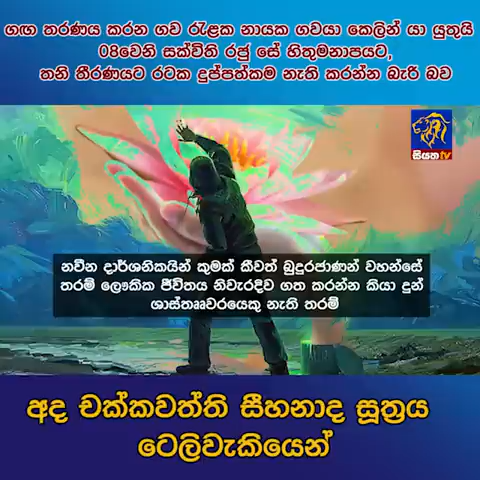 ගඟ තරණය කරන ගව රැළක නායක ගවයා කෙලින් යා යුතුයි
08වෙනි සක්විති රජු සේ හිතුමනාපයට,
තනි තීරණයට රටක දුප්පත්කම නැති කරන්න බැරි බව
සියත tv
නවීන දාර්ශනිකයින් කුමක් කීවත් බුදුරජාණන් වහන්සේ
තරම් ලෞකික ජීවිතය නිවැරදිව ගත කරන්න කියා දුන්
ශාස්තෲවරයෙකු නැති තරම්
අද චක්කවත්ති සීහනාද සූත්‍රය
ටෙලිවැකියෙන්